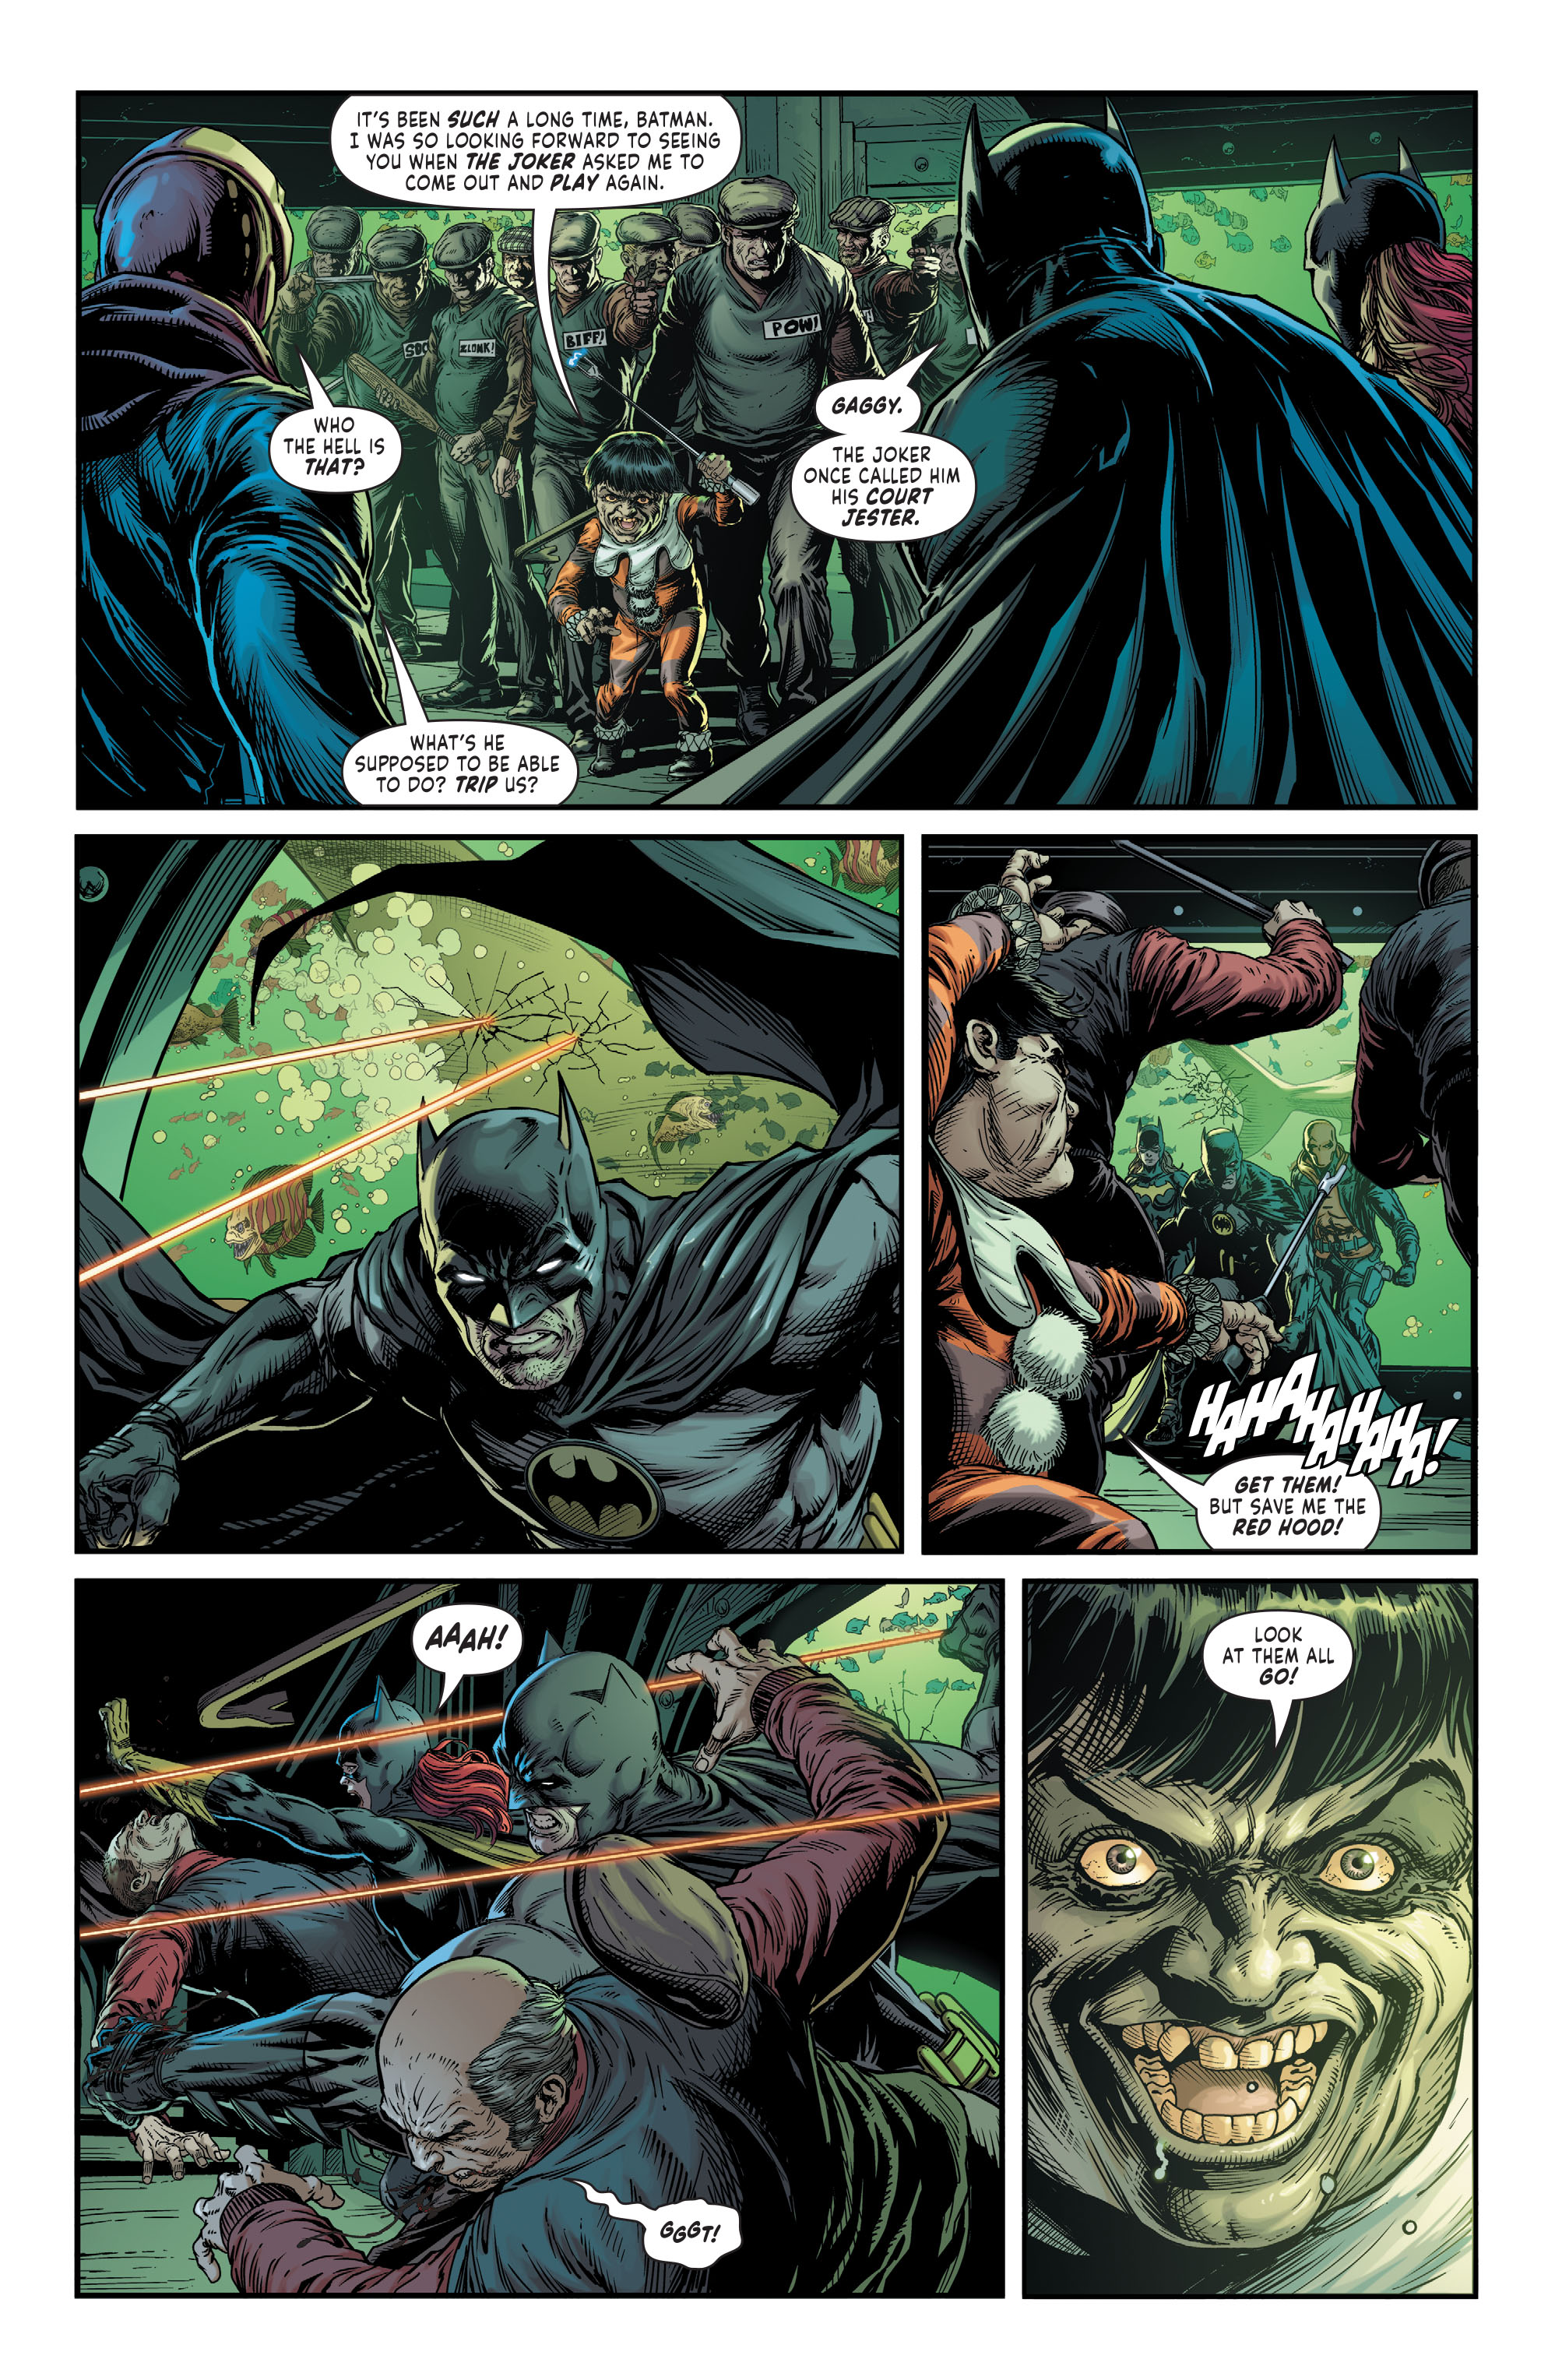 IT'S BEEN SUCH A LONG TIME, BATMAN.
I WAS SO LOOKING FORWARD TO SEEING
YOU WHEN THE JOKER ASKED ME TO
COME OUT AND PLAY AGAIN.
SOC
ZLONK!
BIFF!
POW!
WHO
THE HELL IS
THAT?
GAGGY.
THE JOKER
ONCE CALLED HIM
HIS COURT
JESTER.
WHAT'S HE
SUPPOSED TO BE ABLE
TO DO? TRIP US?
HAHAHAHAHAHA!
GET THEM!
BUT SAVE ME THE
RED HOOD!
AAAH!
GGGT!
LOOK
AT THEM ALL
GO!